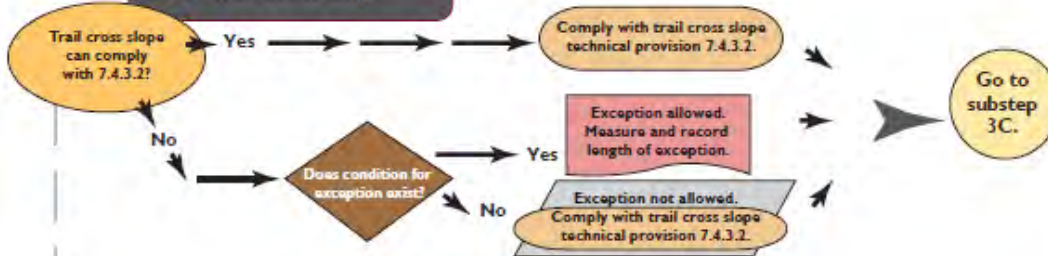 Trail cross slope
can comply
with 7.4.3.2?
Yes
Comply with trail cross slope
technical provision 7.4.3.2.
No
Does condition for
exception exist?
Yes
Exception allowed.
Measure and record
length of exception.
No
Exception not allowed.
Comply with trail cross slope
technical provision 7.4.3.2.
Go to
substep
3C.